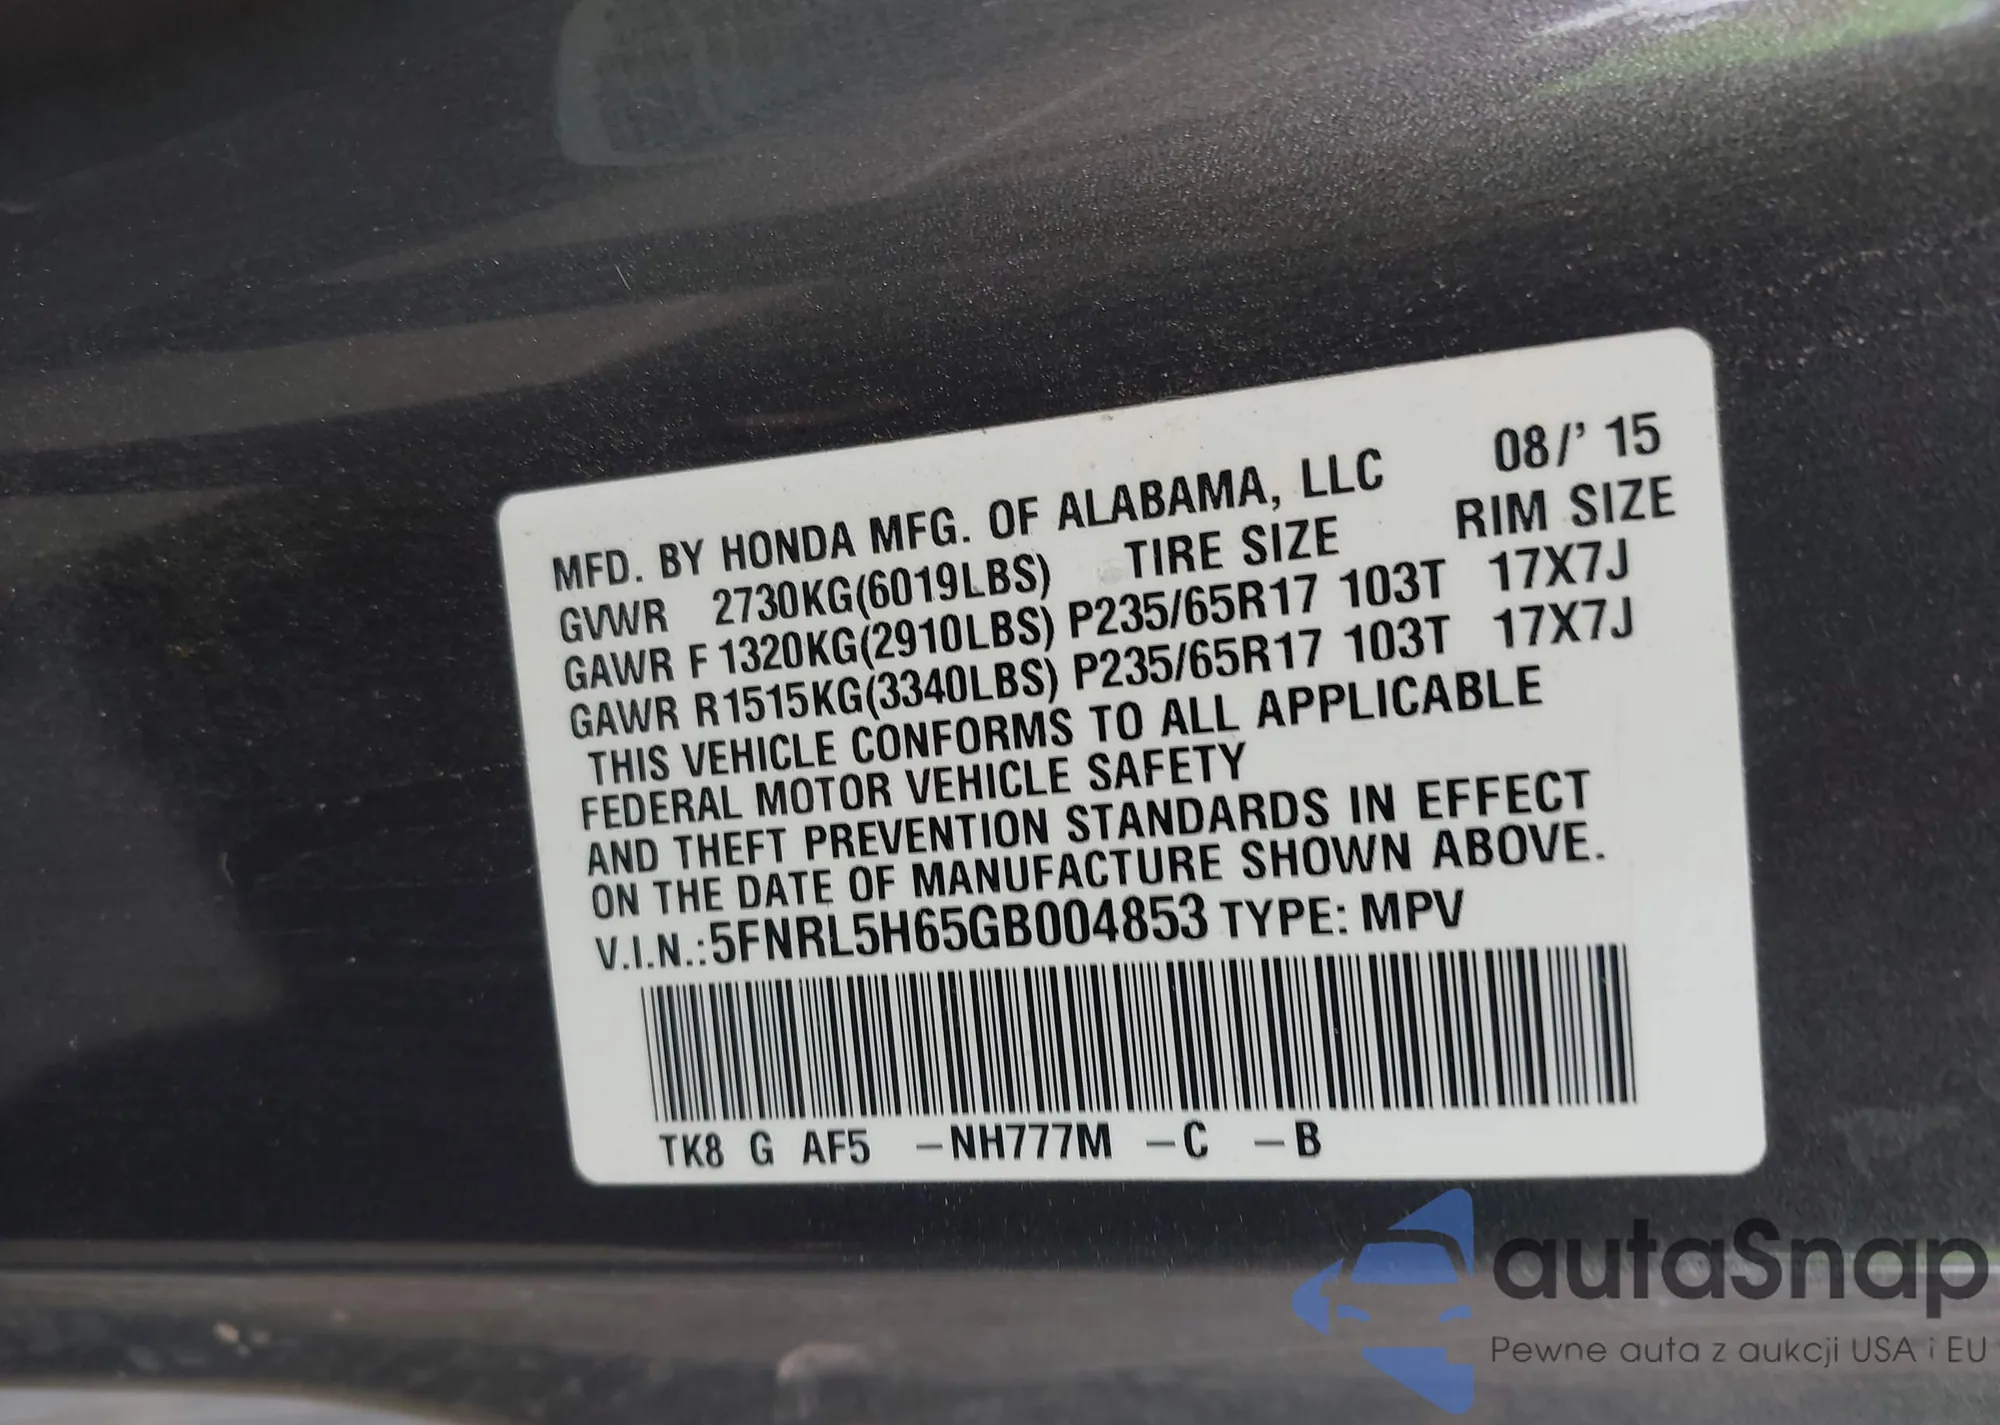 MFD. BY HONDA MFG. OF ALABAMA, LLC 08/' 15
GVWR 2730KG(6019LBS) TIRE SIZE RIM SIZE
GAWR F 1320KG(2910LBS) P235/65R17 103T 17X7J
GAWR R1515KG(3340LBS) P235/65R17 103T 17X7J
THIS VEHICLE CONFORMS TO ALL APPLICABLE
FEDERAL MOTOR VEHICLE SAFETY
AND THEFT PREVENTION STANDARDS IN EFFECT
ON THE DATE OF MANUFACTURE SHOWN ABOVE.
V.I.N.:5FNRL5H65GB004853 TYPE: MPV
TK8 G AF5 –NH777M –C –B
autaSnap
Pewne auta z aukcji USA i EU